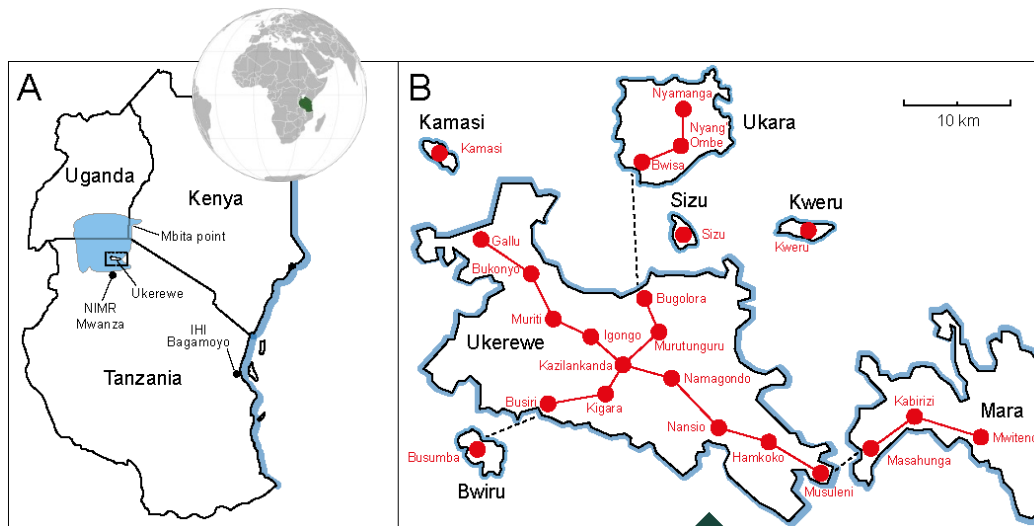 A
Uganda
Kenya
Mbita point
Ukerewe
NIMR
Mwanza
IHI
Bagamoyo
Tanzania
B
10 km
Kamasi
Kamasi
Nyamanga
Nyang'
Ombe
Bwisa
Ukara
Sizu
Sizu
Kweru
Kweru
Gallu
Bukonyo
Muriti
Igongo
Bugolora
Murutunguru
Ukerewe
Kazilankanda
Namagondo
Busiri
Kigara
Nansio
Hamkoko
Musuleni
Busumba
Bwiru
Kabirizi
Mara
Mwitend
Masahunga